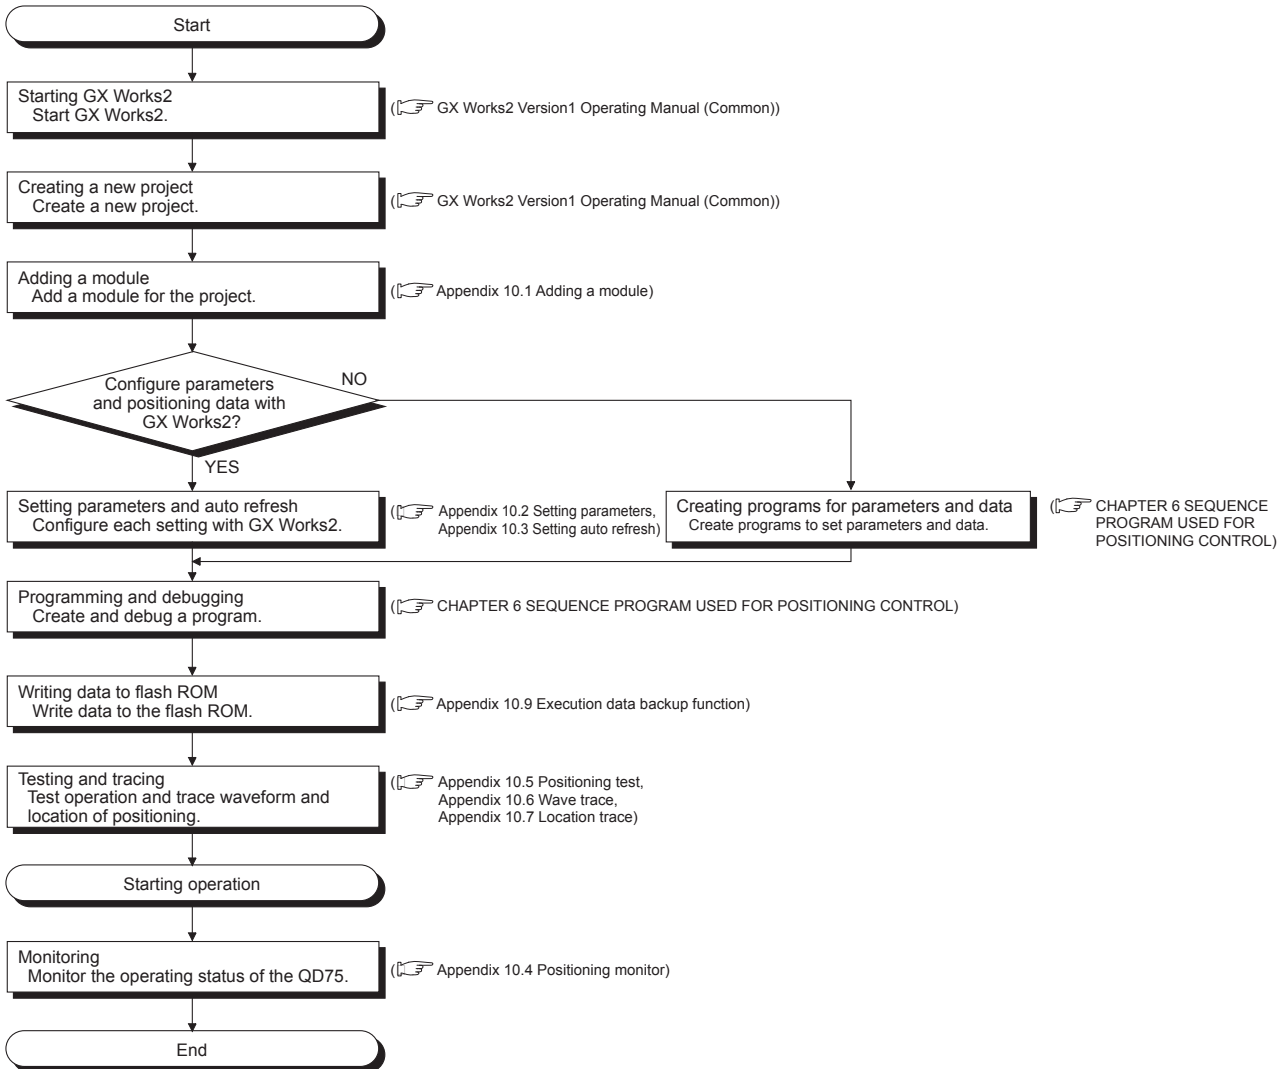 Start
Starting GX Works2
Start GX Works2.
( GX Works2 Version1 Operating Manual (Common))
Creating a new project
Create a new project.
( GX Works2 Version1 Operating Manual (Common))
Adding a module
Add a module for the project.
( Appendix 10.1 Adding a module)
Configure parameters
and positioning data with
GX Works2?
NO
YES
Setting parameters and auto refresh
Configure each setting with GX Works2.
( Appendix 10.2 Setting parameters,
Appendix 10.3 Setting auto refresh)
Creating programs for parameters and data
Create programs to set parameters and data.
( CHAPTER 6 SEQUENCE
PROGRAM USED FOR
POSITIONING CONTROL)
Programming and debugging
Create and debug a program.
( CHAPTER 6 SEQUENCE PROGRAM USED FOR POSITIONING CONTROL)
Writing data to flash ROM
Write data to the flash ROM.
( Appendix 10.9 Execution data backup function)
Testing and tracing
Test operation and trace waveform and
location of positioning.
( Appendix 10.5 Positioning test,
Appendix 10.6 Wave trace,
Appendix 10.7 Location trace)
Starting operation
Monitoring
Monitor the operating status of the QD75.
( Appendix 10.4 Positioning monitor)
End